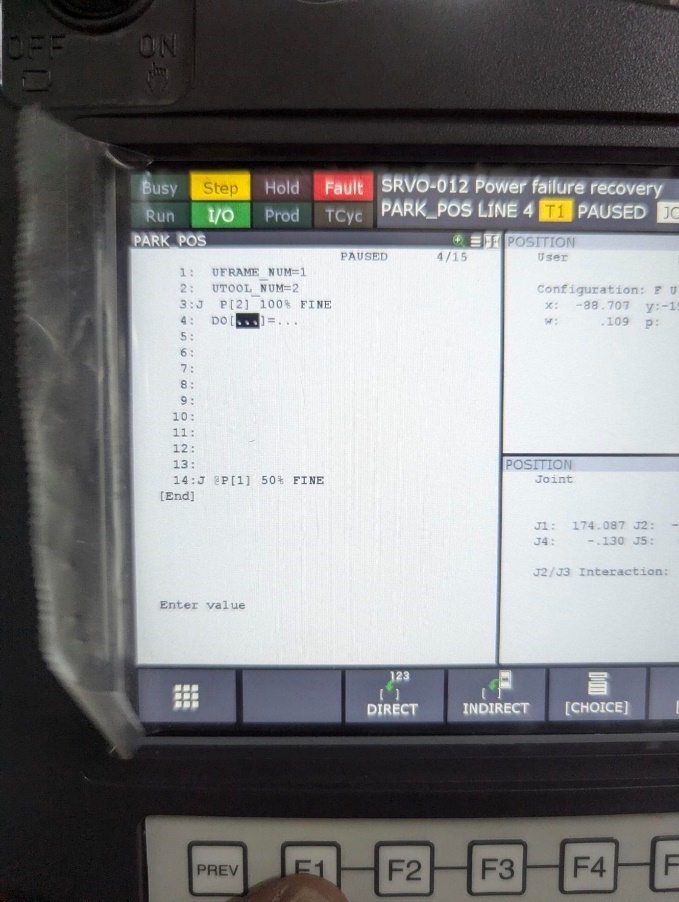 OFF ON
Busy Step Hold Fault SRVO-012 Power failure recovery
Run I/O Prod TCyc PARK_POS LINE 4 T1 PAUSED
PARK_POS
PAUSED 4/15
1: UFRAME_NUM=1
2: UTOOL_NUM=2
3:J P[2] 100% FINE
4: DO[...]=...
5:
6:
7:
8:
9:
10:
11:
12:
13:
14:J @P[1] 50% FINE
[End]
Enter value
POSITION
User
Configuration: F U
x: -88.707 y:
w: .109 p:
POSITION
Joint
J1: 174.087 J2: -
J4: -.130 J5:
J2/J3 Interaction:
123
[ ] [ ]
DIRECT INDIRECT [CHOICE]
PREV F1 F2 F3 F4